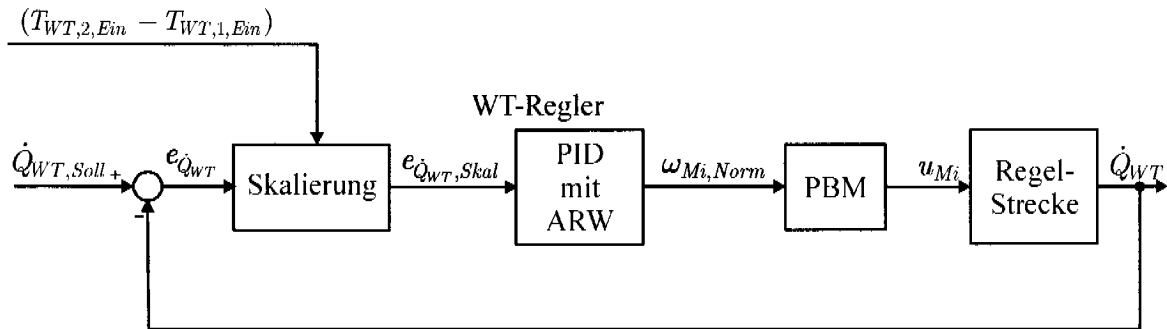 (T_{WT,2,Ein} − T_{WT,1,Ein})
WT-Regler
Q̇_{WT,Soll} +
-
e_{Q̇_{WT}}
Skalierung
e_{Q̇_{WT},Skal}
PID
mit
ARW
ω_{Mi,Norm}
PBM
u_{Mi}
Regel-
Strecke
Q̇_{WT}